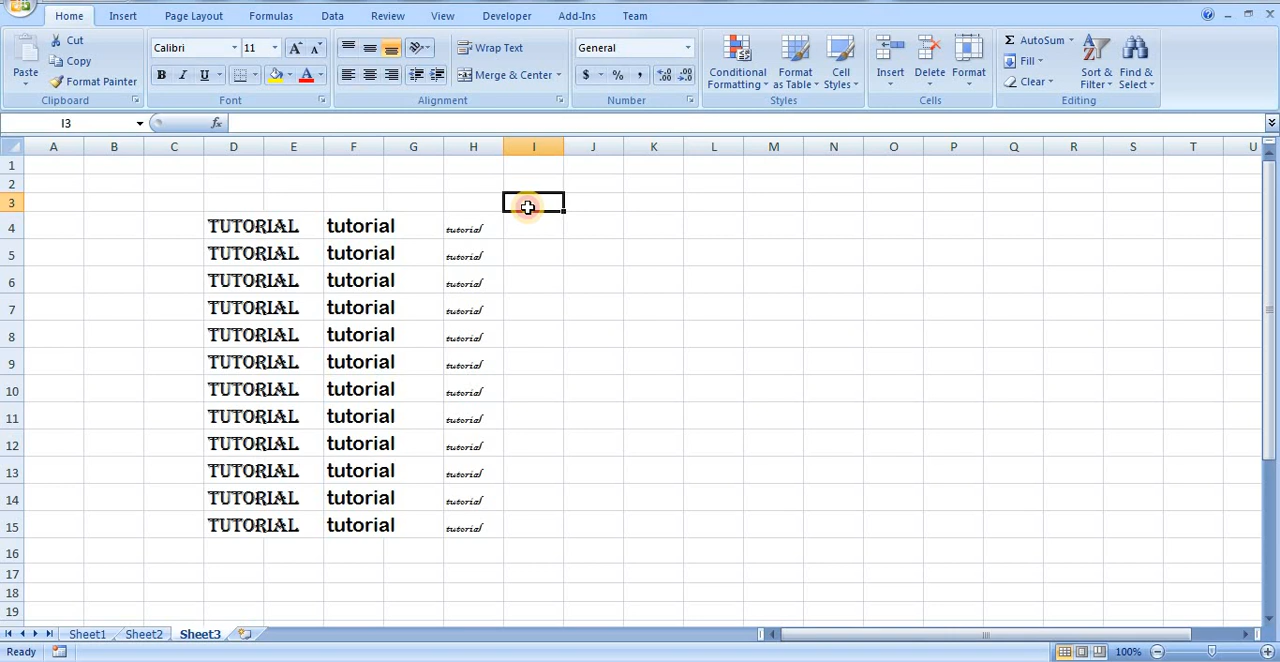 Home Insert Page Layout Formulas Data Review View Developer Add-Ins Team
Paste Cut Copy Format Painter Clipboard
Calibri 11 A A B I U A Font
Wrap Text Merge & Center Alignment
General $ % , .0 .00 .00 .0 Number
Conditional Formatting Format as Table Cell Styles Styles
Insert Delete Format Cells
Σ AutoSum Fill Clear Sort & Filter Find & Select Editing
I3 fx
A B C D E F G H I J K L M N O P Q R S T U
1
2
3
4 TUTORIAL tutorial tutorial
5 TUTORIAL tutorial tutorial
6 TUTORIAL tutorial tutorial
7 TUTORIAL tutorial tutorial
8 TUTORIAL tutorial tutorial
9 TUTORIAL tutorial tutorial
10 TUTORIAL tutorial tutorial
11 TUTORIAL tutorial tutorial
12 TUTORIAL tutorial tutorial
13 TUTORIAL tutorial tutorial
14 TUTORIAL tutorial tutorial
15 TUTORIAL tutorial tutorial
16
17
18
19
Sheet1 Sheet2 Sheet3
Ready 100%